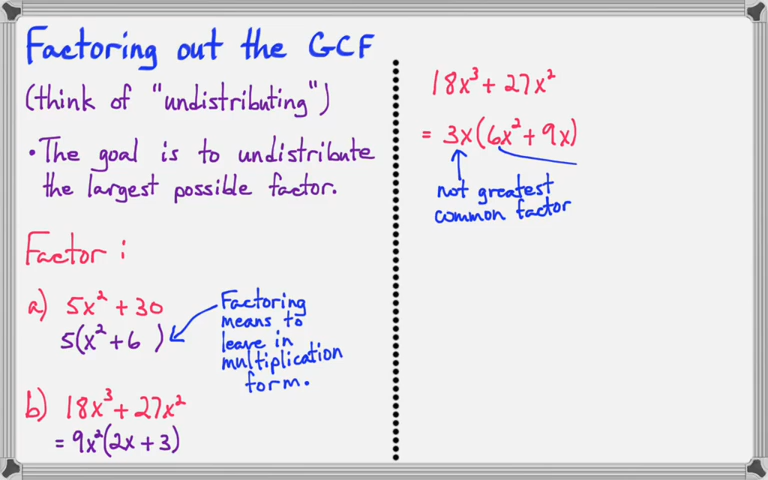 Factoring out the GCF
(think of "undistributing")
• The goal is to undistribute
the largest possible factor.
Factor:
a) 5x² + 30
5(x² + 6 )
Factoring
means to
leave in
multiplication
form.
b) 18x³ + 27x²
= 9x²(2x + 3)
18x³ + 27x²
= 3x(6x² + 9x)
not greatest
common factor